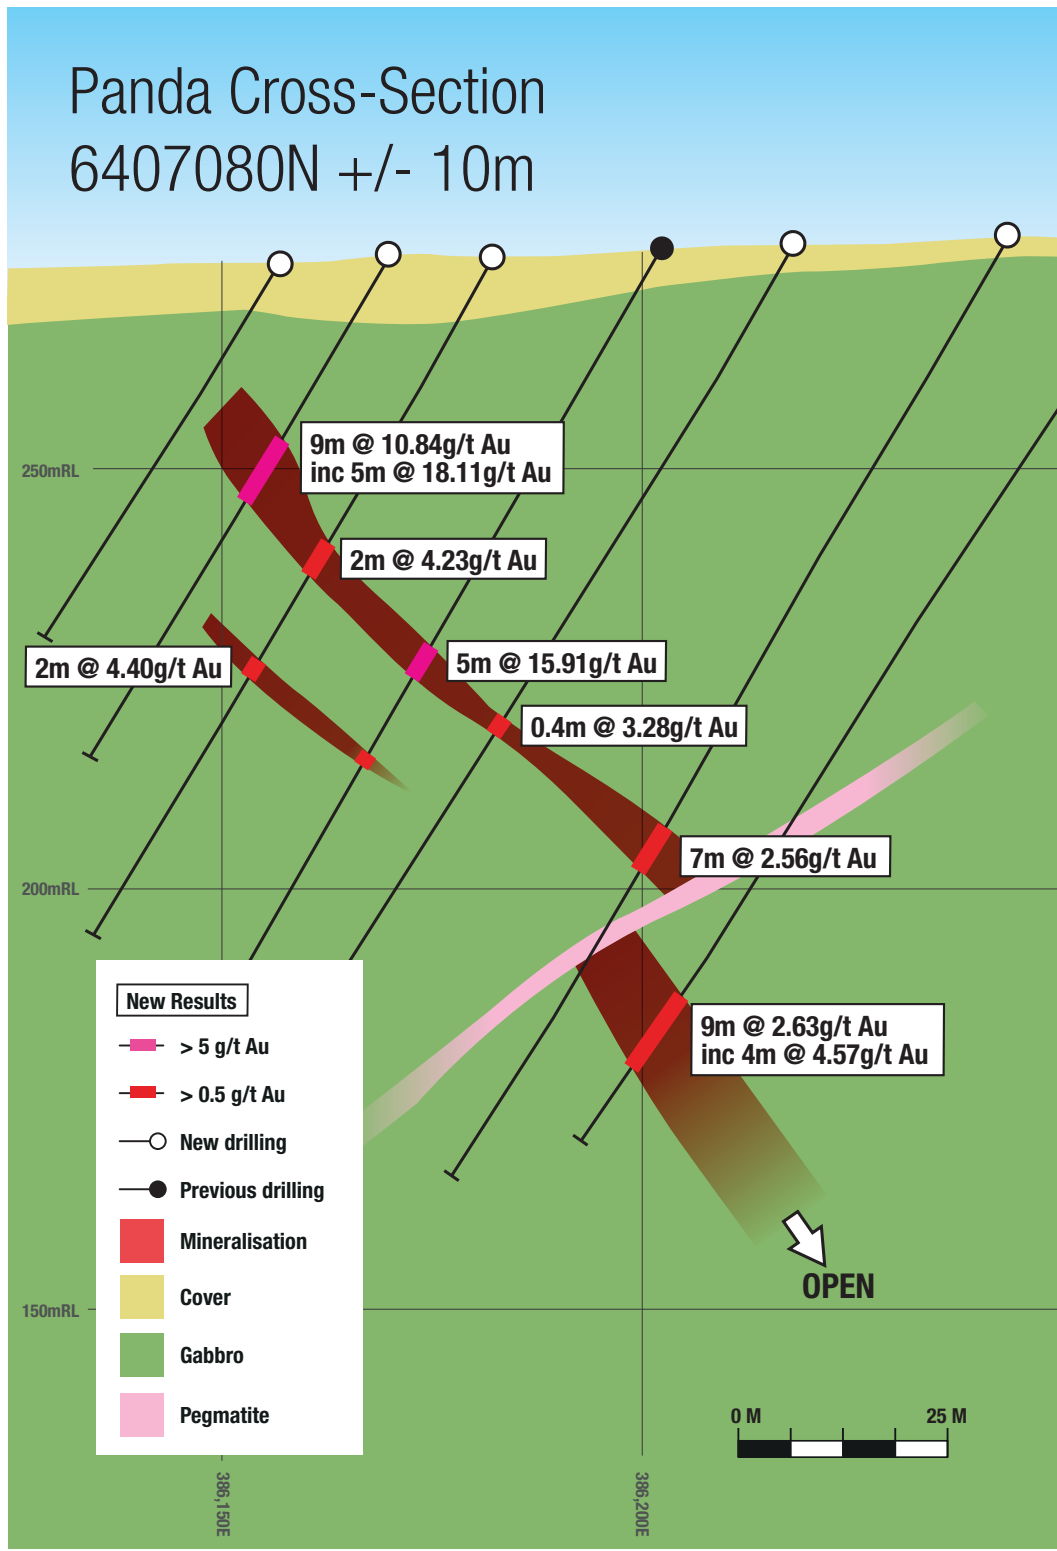 Panda Cross-Section
6407080N +/- 10m
9m @ 10.84g/t Au
inc 5m @ 18.11g/t Au
250mRL
2m @ 4.23g/t Au
2m @ 4.40g/t Au
5m @ 15.91g/t Au
0.4m @ 3.28g/t Au
7m @ 2.56g/t Au
200mRL
9m @ 2.63g/t Au
inc 4m @ 4.57g/t Au
New Results
> 5 g/t Au
> 0.5 g/t Au
New drilling
Previous drilling
Mineralisation
Cover
Gabbro
Pegmatite
OPEN
150mRL
0 M
25 M
386,150E
386,200E